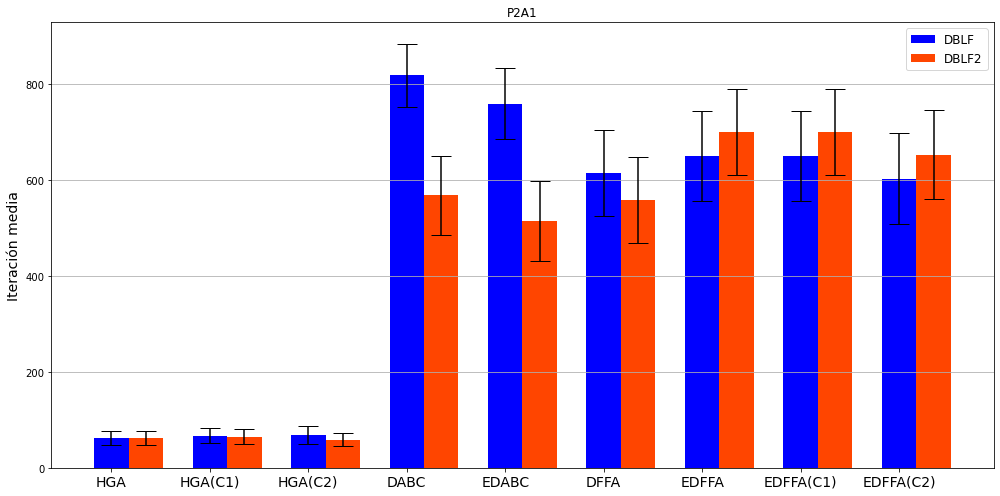 P2A1
DBLF
DBLF2
Iteración media
800
600
400
200
0
HGA HGA(C1) HGA(C2) DABC EDABC DFFA EDFFA EDFFA(C1) EDFFA(C2)